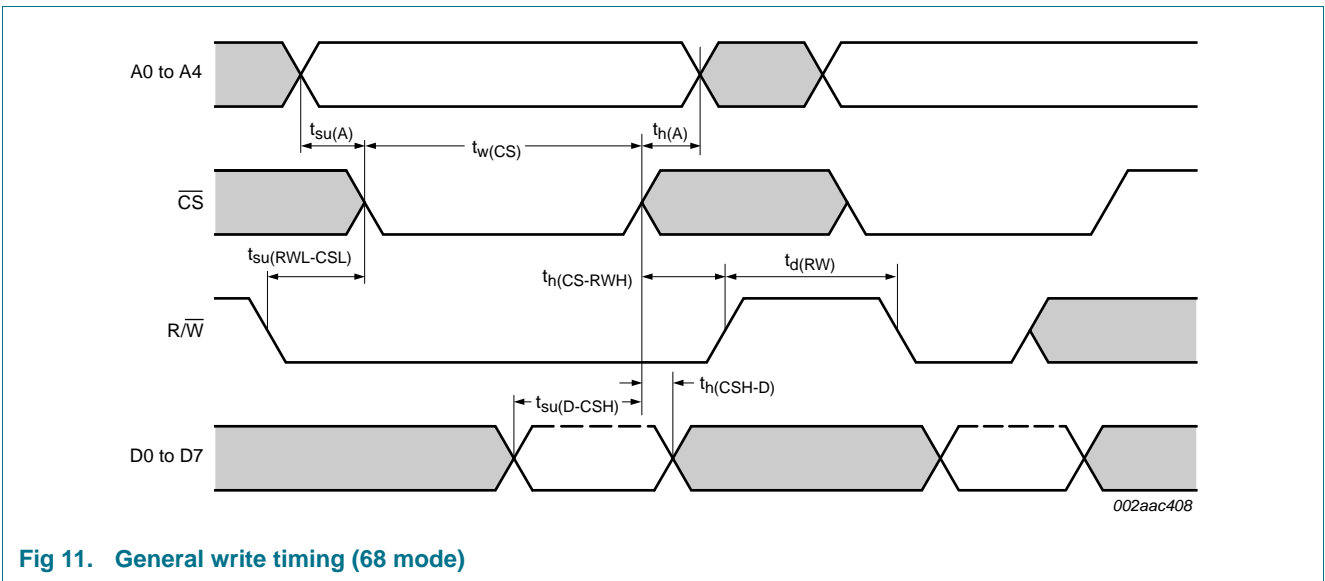 A0 to A4
tsu(A)
tw(CS)
th(A)
C̅S̅
tsu(RWL-CSL)
th(CS-RWH)
td(RW)
R/W̅
tsu(D-CSH)
th(CSH-D)
D0 to D7
002aac408
Fig 11. General write timing (68 mode)